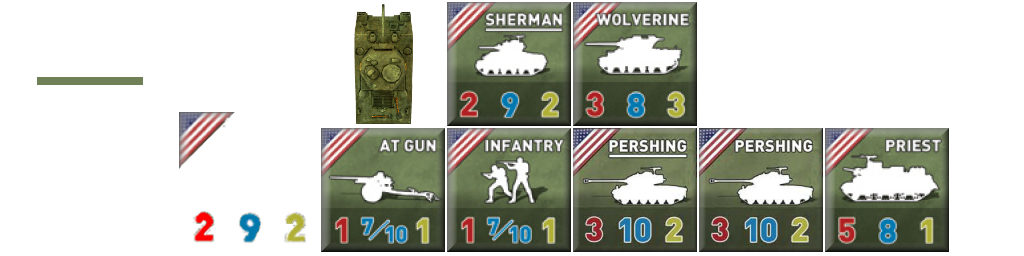 SHERMAN
2 9 2
WOLVERINE
3 8 3
2 9 2
AT GUN
1 7/10 1
INFANTRY
1 7/10 1
PERSHING
3 10 2
PERSHING
3 10 2
PRIEST
5 8 1